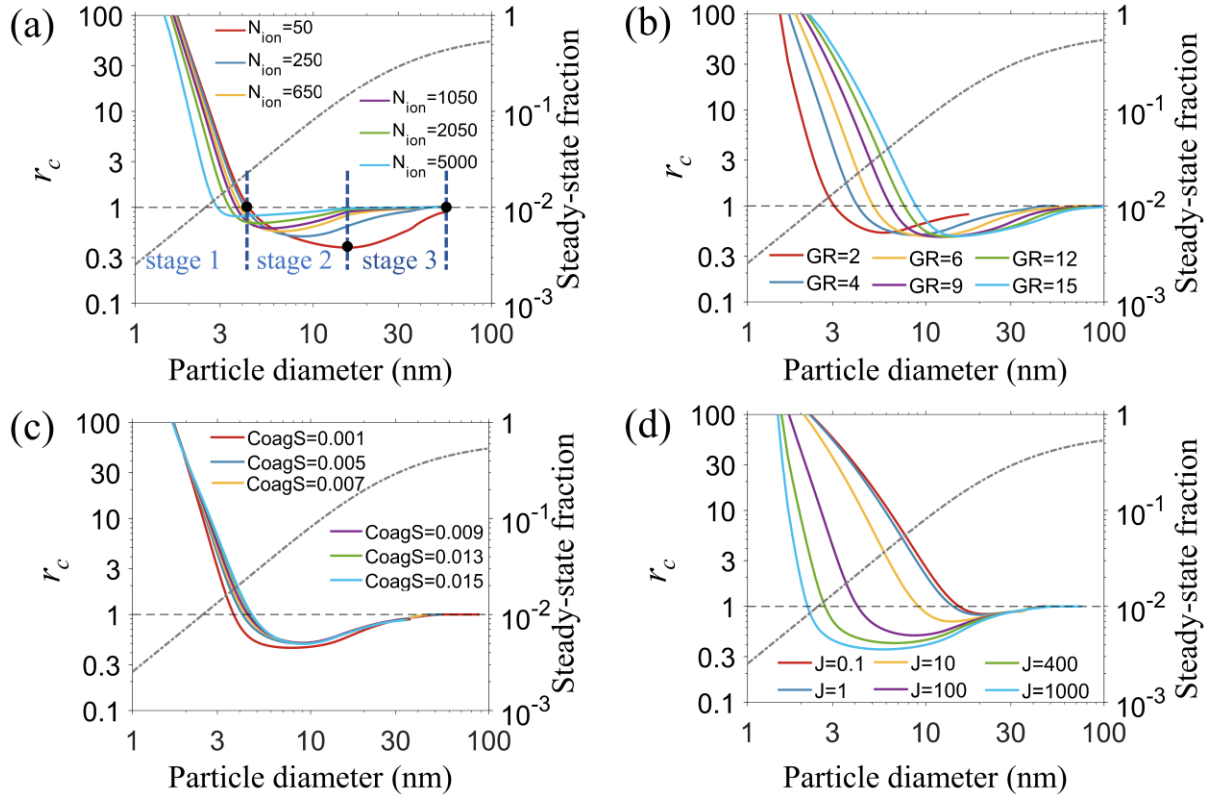 (a)
100
30
10
3
1
0.3
0.1
r_c
N_ion=50
N_ion=250
N_ion=650
N_ion=1050
N_ion=2050
N_ion=5000
stage 1
stage 2
stage 3
1
10^-1
10^-2
10^-3
Steady-state fraction
1
3
10
30
100
Particle diameter (nm)
(b)
100
30
10
3
1
0.3
0.1
r_c
GR=2
GR=6
GR=12
GR=4
GR=9
GR=15
1
10^-1
10^-2
10^-3
Steady-state fraction
1
3
10
30
100
Particle diameter (nm)
(c)
100
30
10
3
1
0.3
0.1
r_c
CoagS=0.001
CoagS=0.005
CoagS=0.007
CoagS=0.009
CoagS=0.013
CoagS=0.015
1
10^-1
10^-2
10^-3
Steady-state fraction
1
3
10
30
100
Particle diameter (nm)
(d)
100
30
10
3
1
0.3
0.1
r_c
J=0.1
J=10
J=400
J=1
J=100
J=1000
1
10^-1
10^-2
10^-3
Steady-state fraction
1
3
10
30
100
Particle diameter (nm)